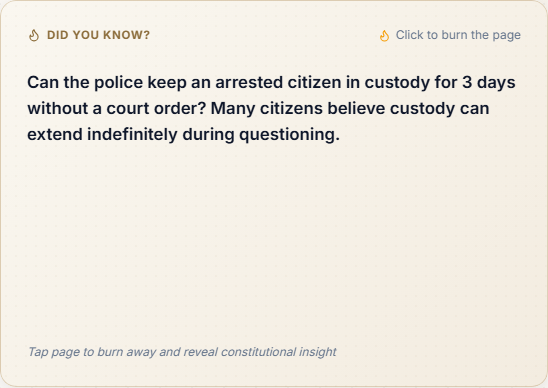 DID YOU KNOW?
Click to burn the page
Can the police keep an arrested citizen in custody for 3 days
without a court order? Many citizens believe custody can
extend indefinitely during questioning.
Tap page to burn away and reveal constitutional insight